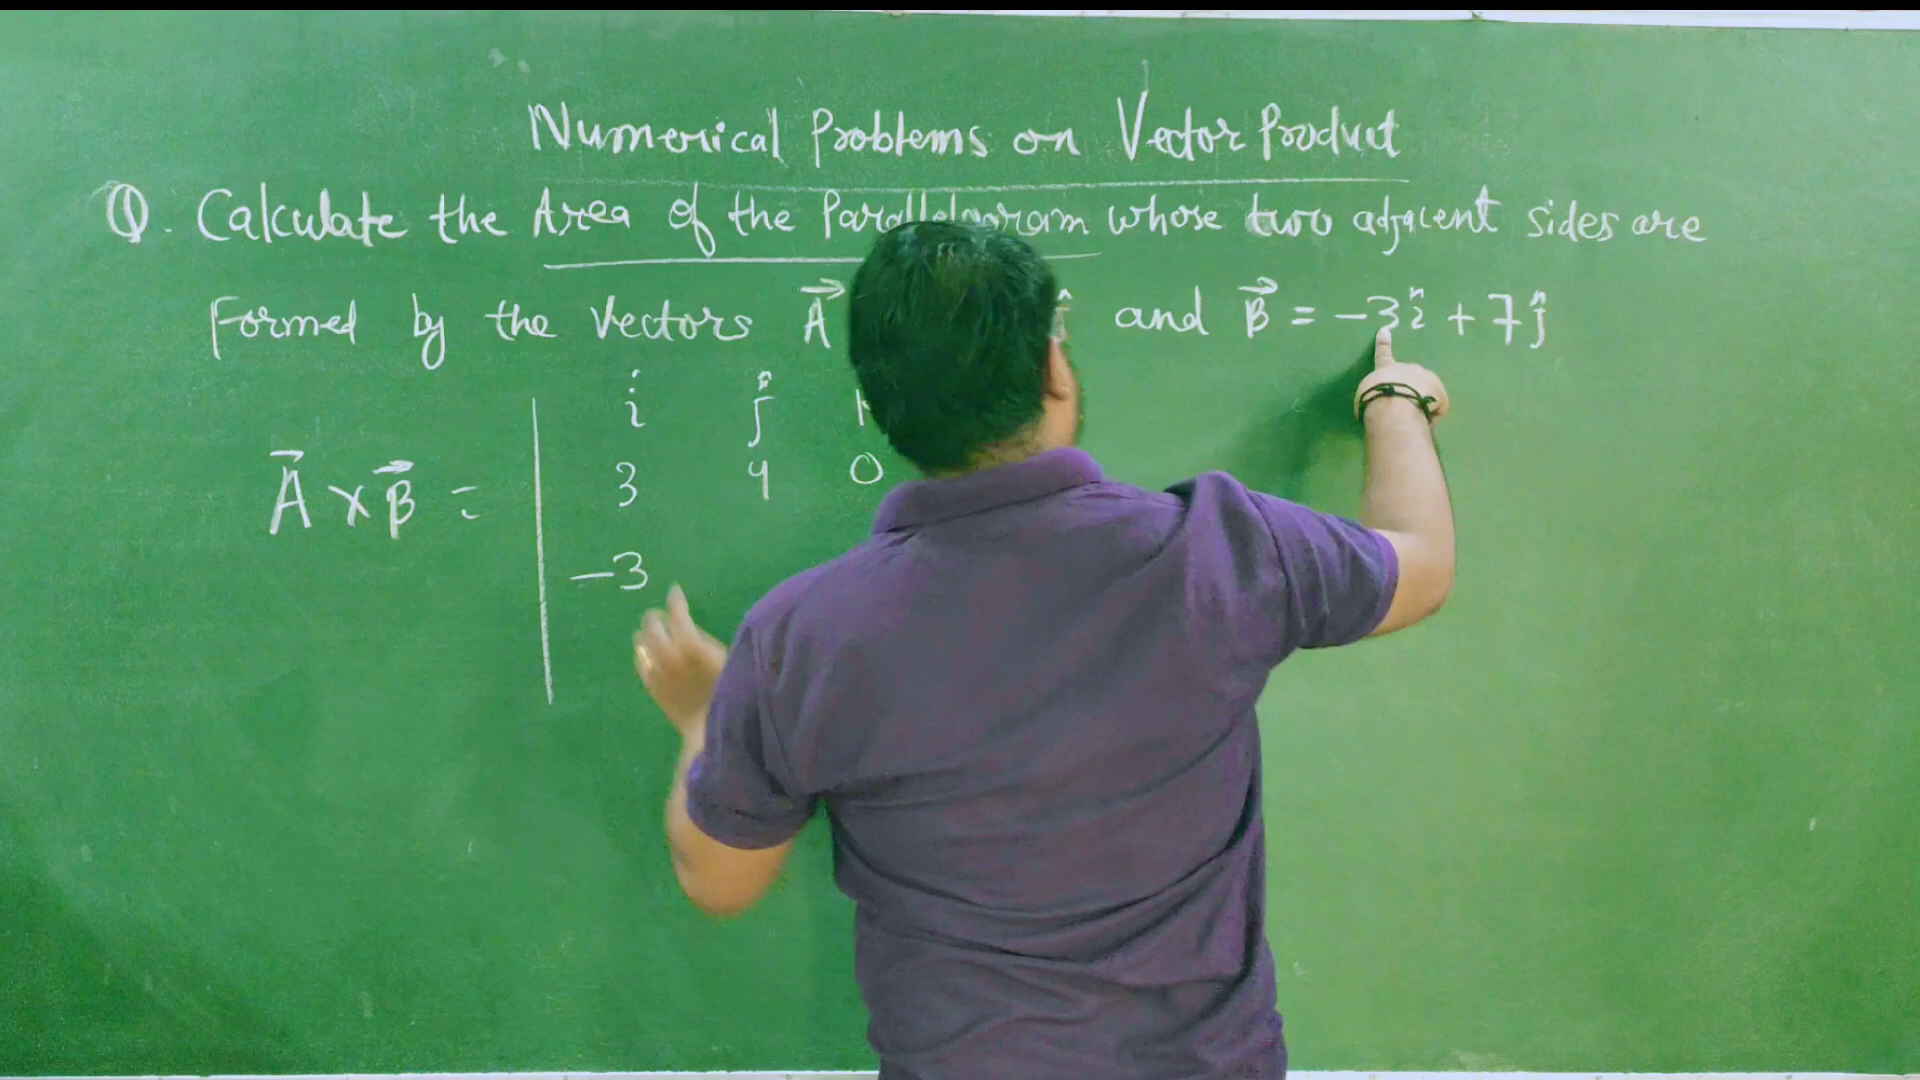 Numerical Problems on Vector Product
Q. Calculate the Area of the Parallelogram whose two adjacent sides are
Formed by the Vectors A⃗ and B⃗ = -3î + 7ĵ
i ĵ
3 4 0
A⃗ x B⃗ =
-3